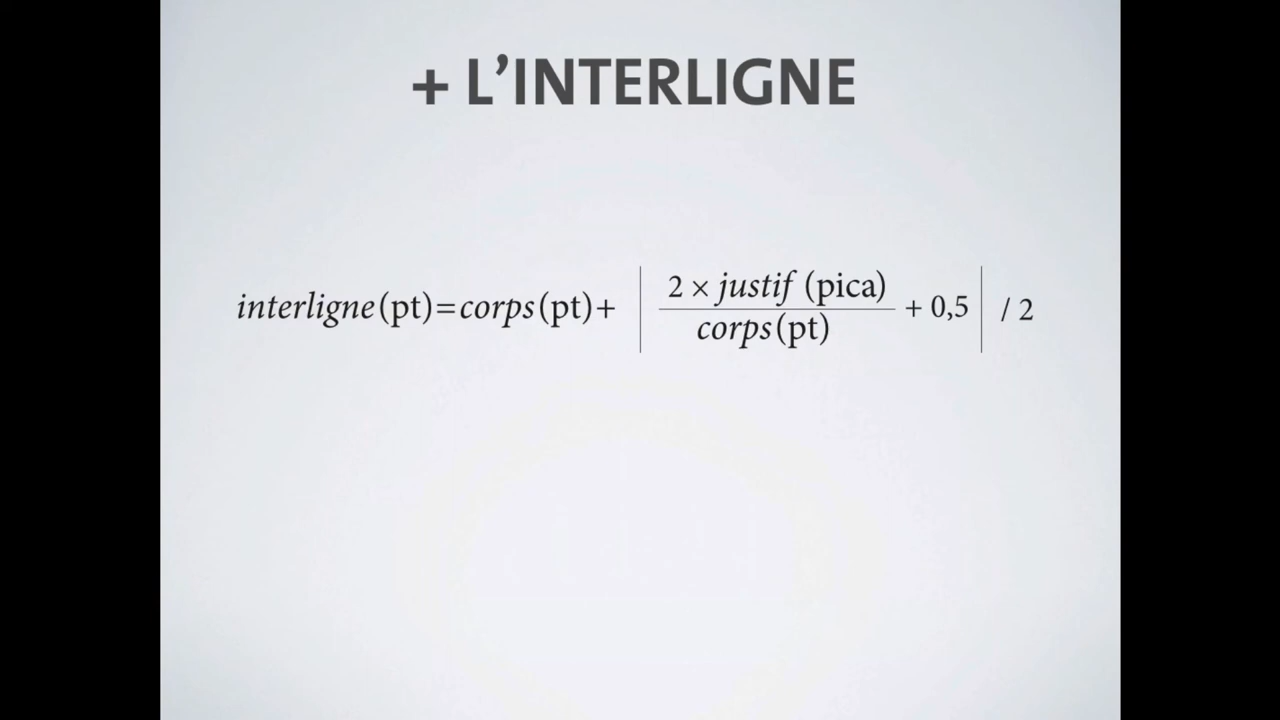 + L’INTERLIGNE
interligne(pt)=corps(pt)+ | 2 × justif (pica) / corps(pt) + 0,5 | / 2